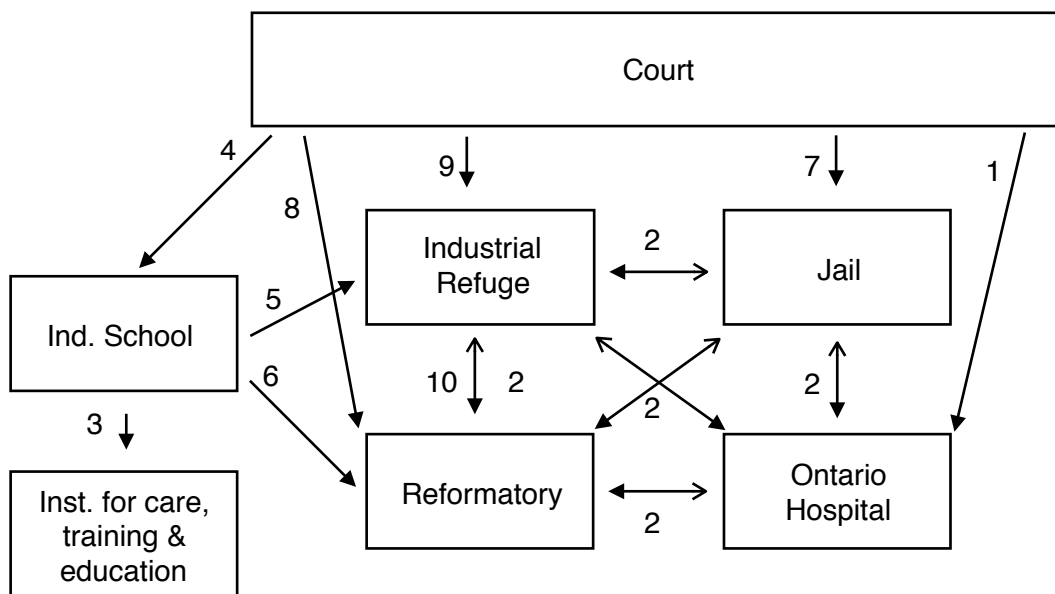 Court
4
9
7
1
8
Industrial
Refuge
2
Jail
Ind. School
5
6
10
2
2
2
3
Reformatory
2
Ontario
Hospital
Inst. for care,
training &
education